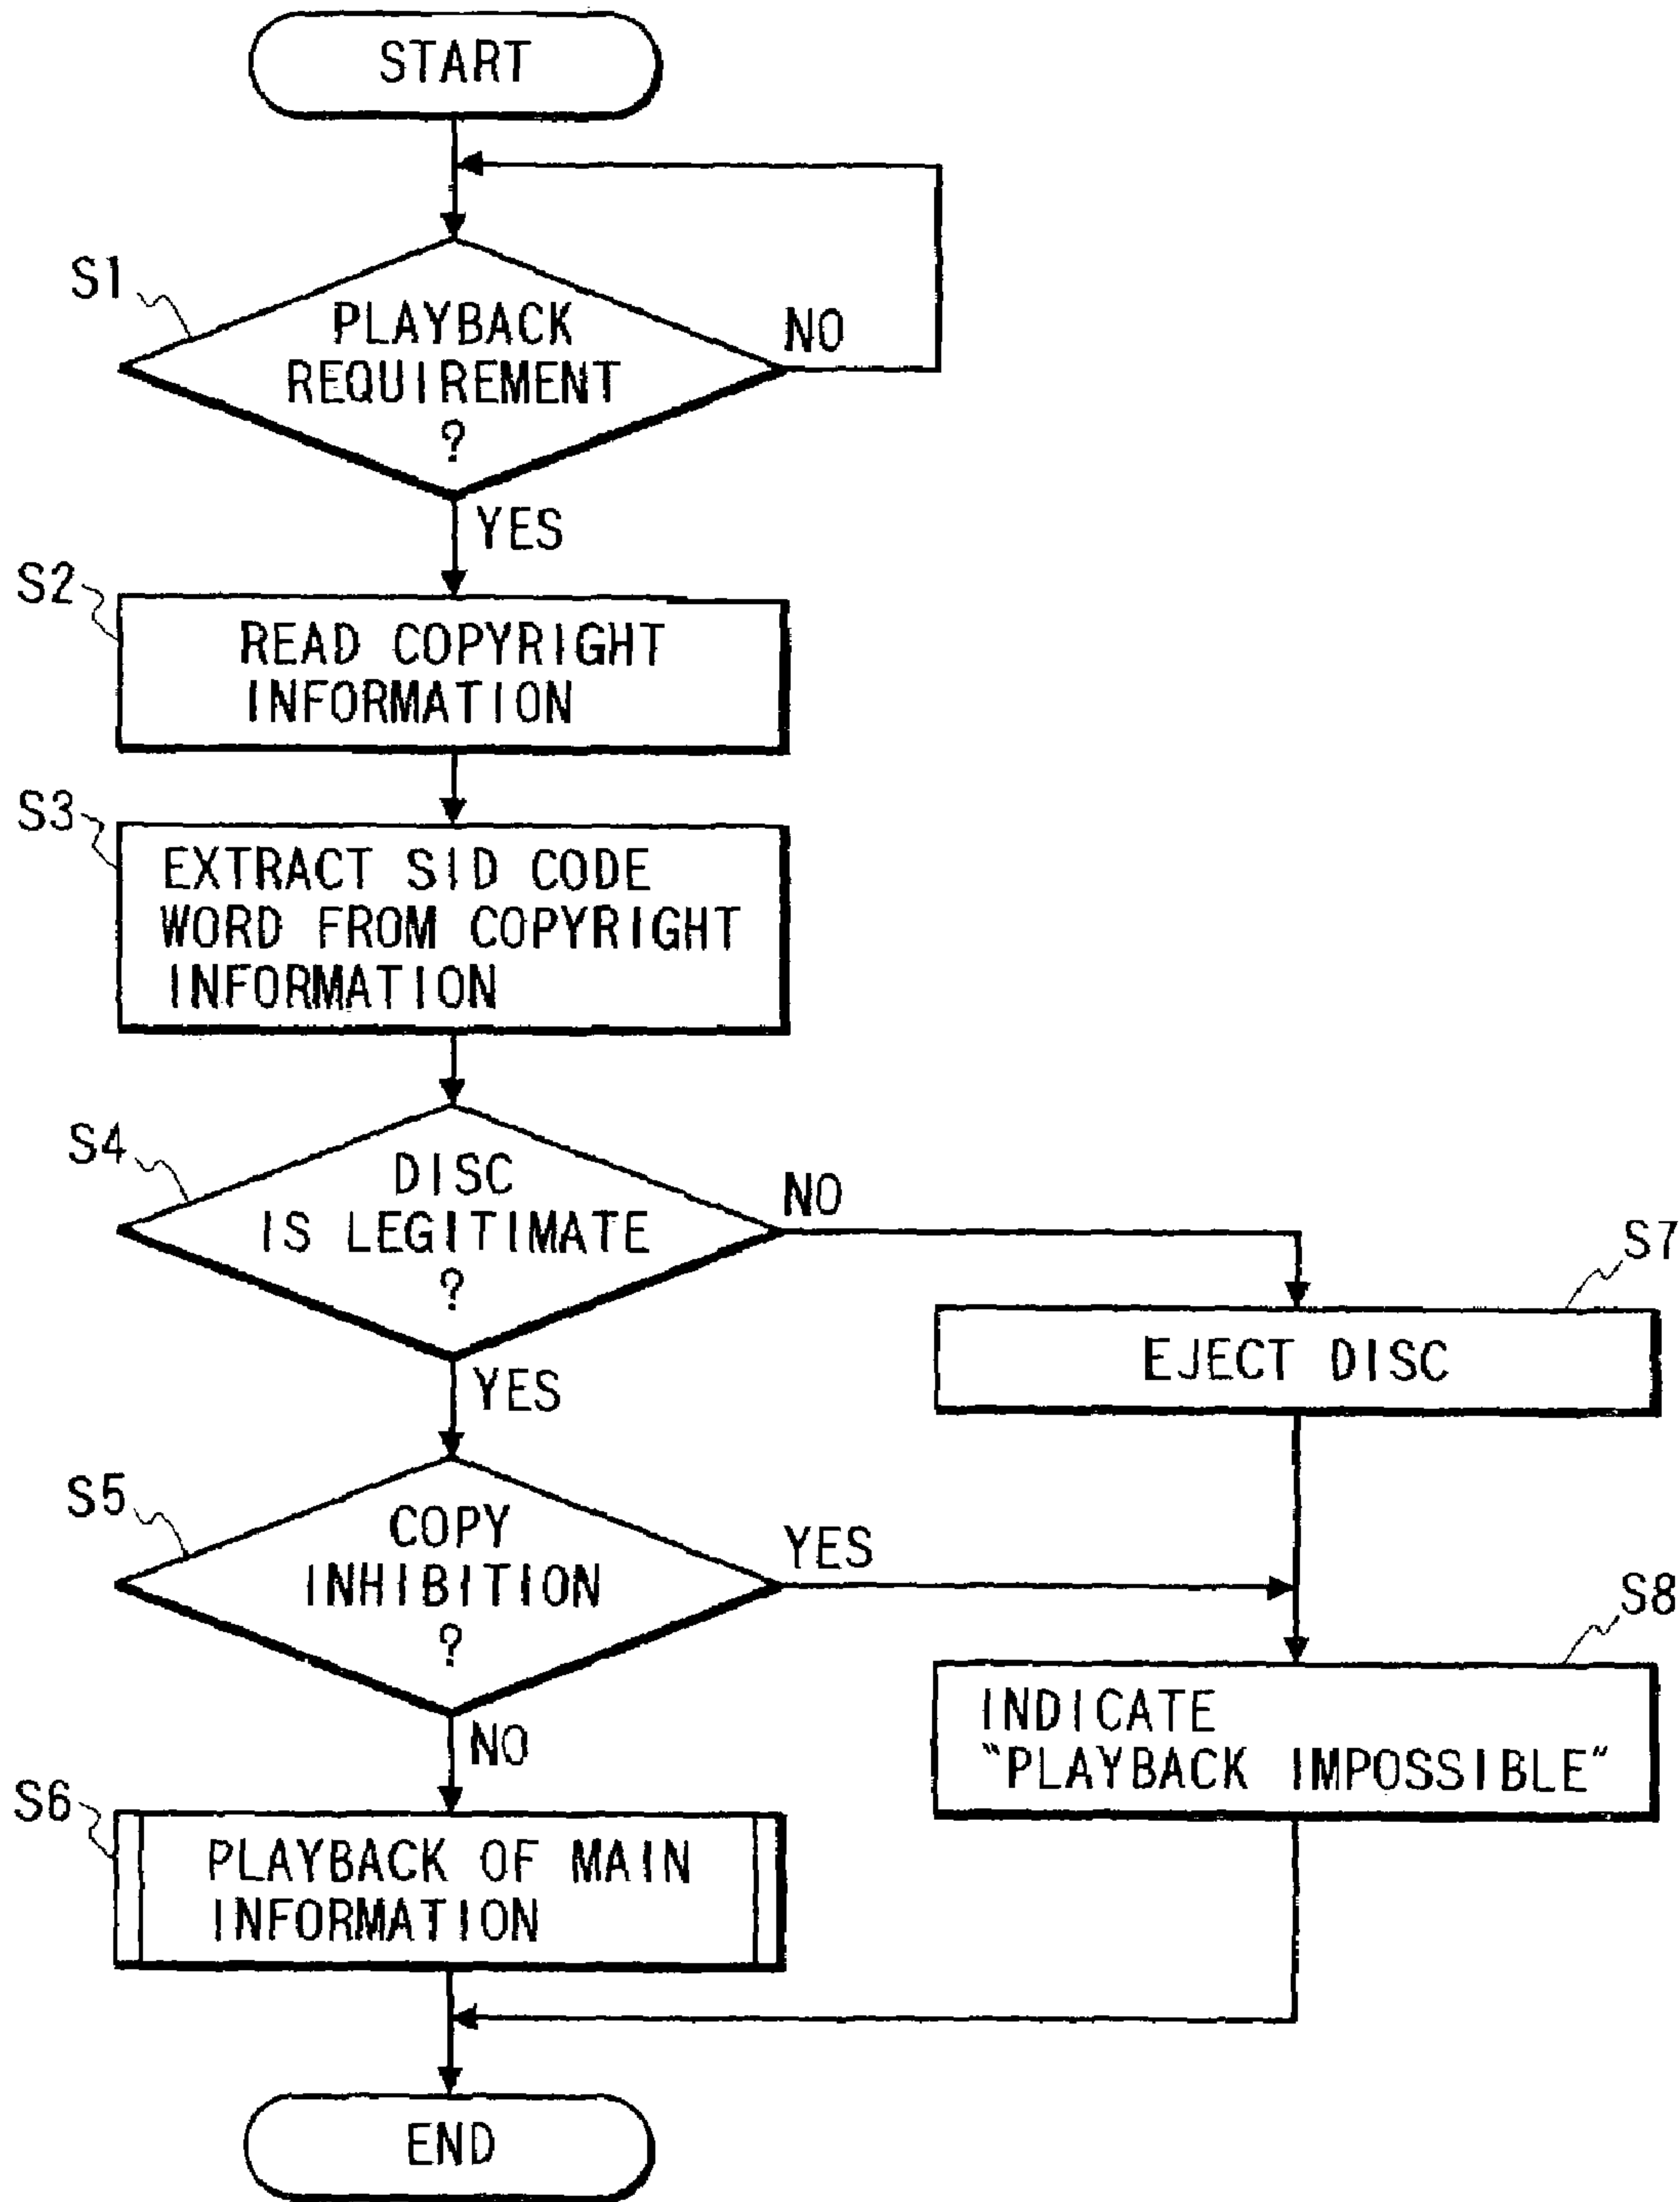 START
S1
PLAYBACK
REQUIREMENT
?
NO
YES
S2
READ COPYRIGHT
INFORMATION
S3
EXTRACT SID CODE
WORD FROM COPYRIGHT
INFORMATION
S4
DISC
IS LEGITIMATE
?
NO
YES
S7
EJECT DISC
S5
COPY
INHIBITION
?
YES
NO
S8
INDICATE
"PLAYBACK IMPOSSIBLE"
S6
PLAYBACK OF MAIN
INFORMATION
END